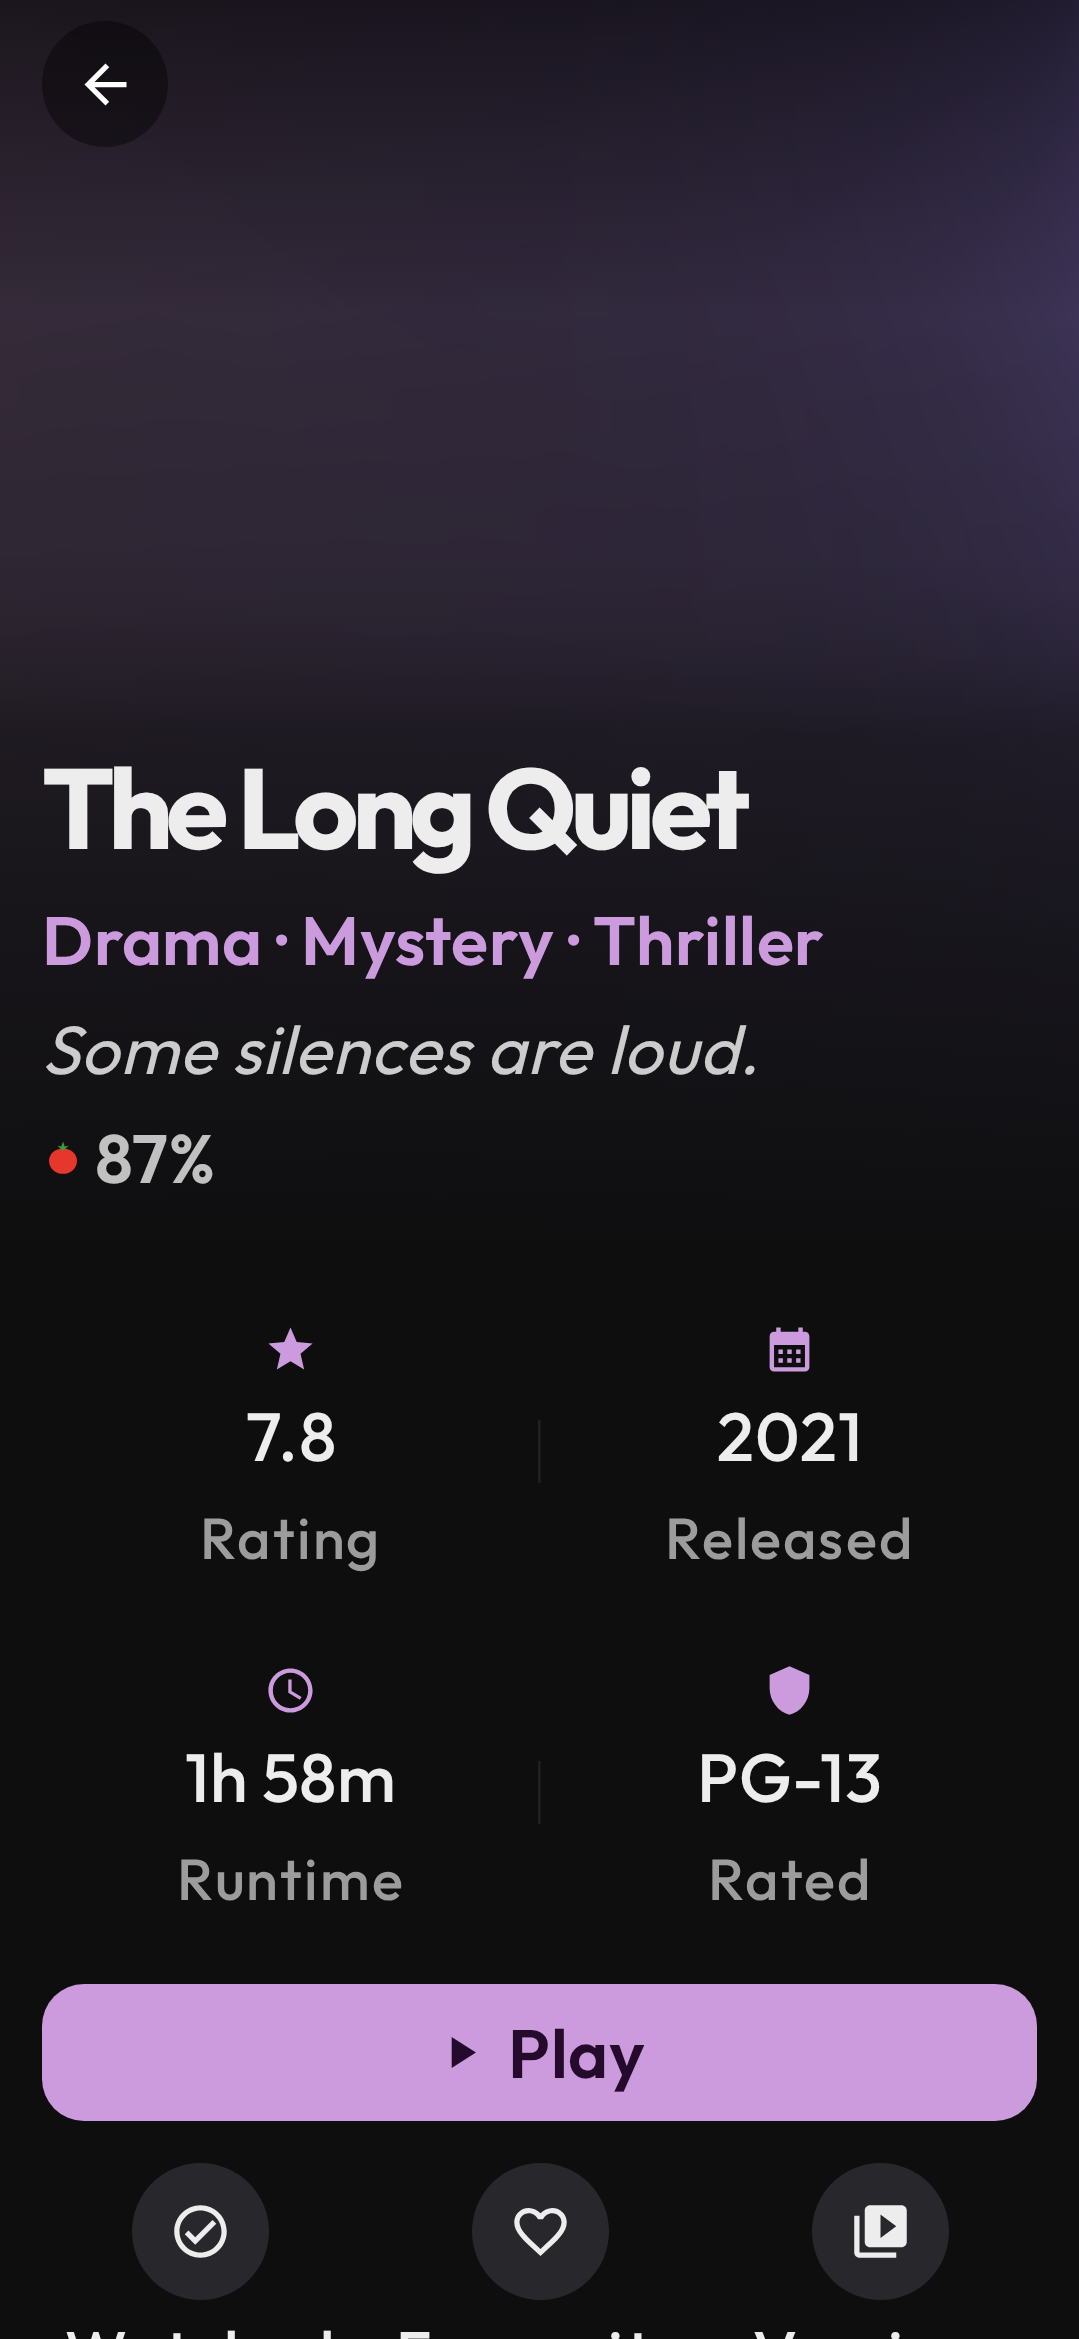 The Long Quiet
Drama · Mystery · Thriller
Some silences are loud.
87%
7.8
2021
Rating
Released
1h 58m
PG-13
Runtime
Rated
Play